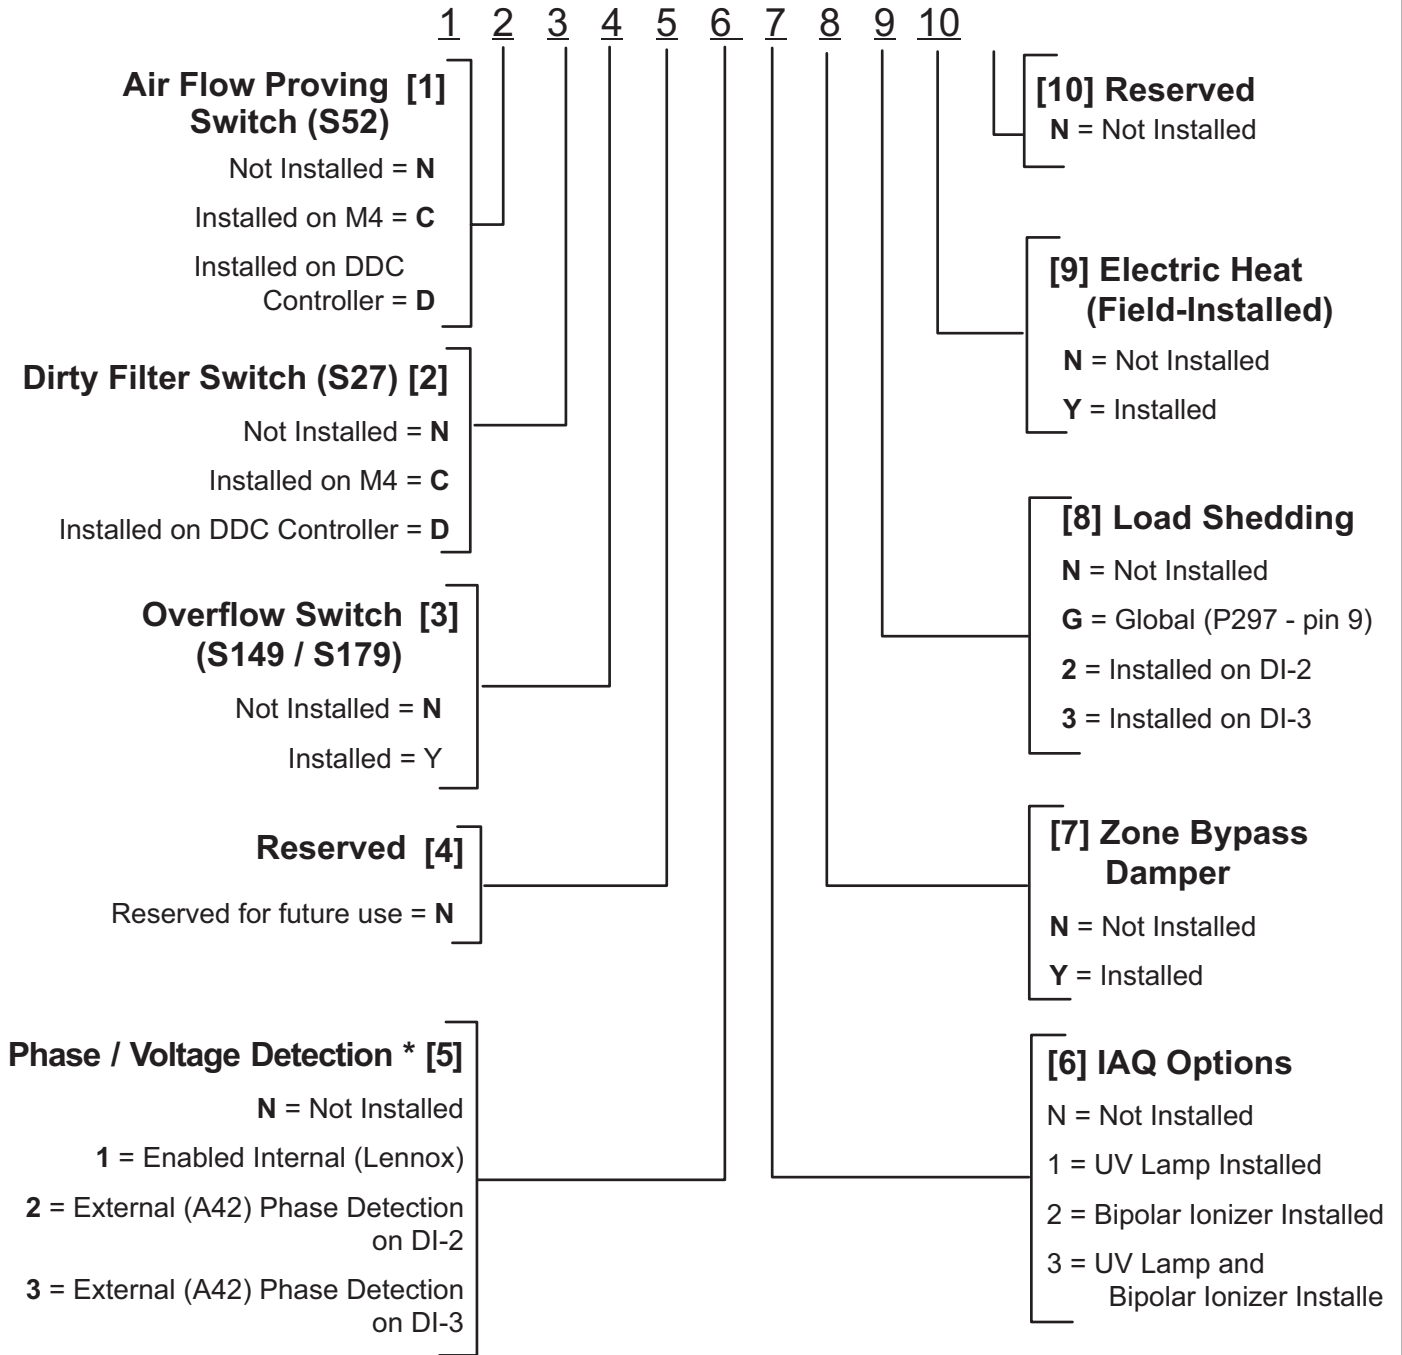 1 2 3 4 5 6 7 8 9 10
Air Flow Proving [1]
Switch (S52)
Not Installed = N
Installed on M4 = C
Installed on DDC
Controller = D
Dirty Filter Switch (S27) [2]
Not Installed = N
Installed on M4 = C
Installed on DDC Controller = D
Overflow Switch [3]
(S149 / S179)
Not Installed = N
Installed = Y
Reserved [4]
Reserved for future use = N
Phase / Voltage Detection * [5]
N = Not Installed
1 = Enabled Internal (Lennox)
2 = External (A42) Phase Detection
on DI-2
3 = External (A42) Phase Detection
on DI-3
[10] Reserved
N = Not Installed
[9] Electric Heat
(Field-Installed)
N = Not Installed
Y = Installed
[8] Load Shedding
N = Not Installed
G = Global (P297 - pin 9)
2 = Installed on DI-2
3 = Installed on DI-3
[7] Zone Bypass
Damper
N = Not Installed
Y = Installed
[6] IAQ Options
N = Not Installed
1 = UV Lamp Installed
2 = Bipolar Ionizer Installed
3 = UV Lamp and
Bipolar Ionizer Installe